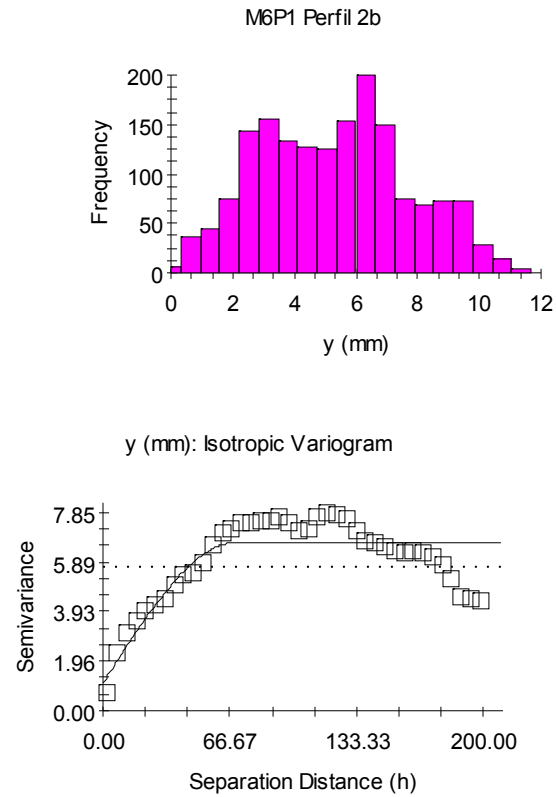 M6P1 Perfil 2b
200
150
100
50
0
Frequency
0 2 4 6 8 10 12
y (mm)
y (mm): Isotropic Variogram
7.85
5.89
3.93
1.96
0.00
Semivariance
0.00 66.67 133.33 200.00
Separation Distance (h)